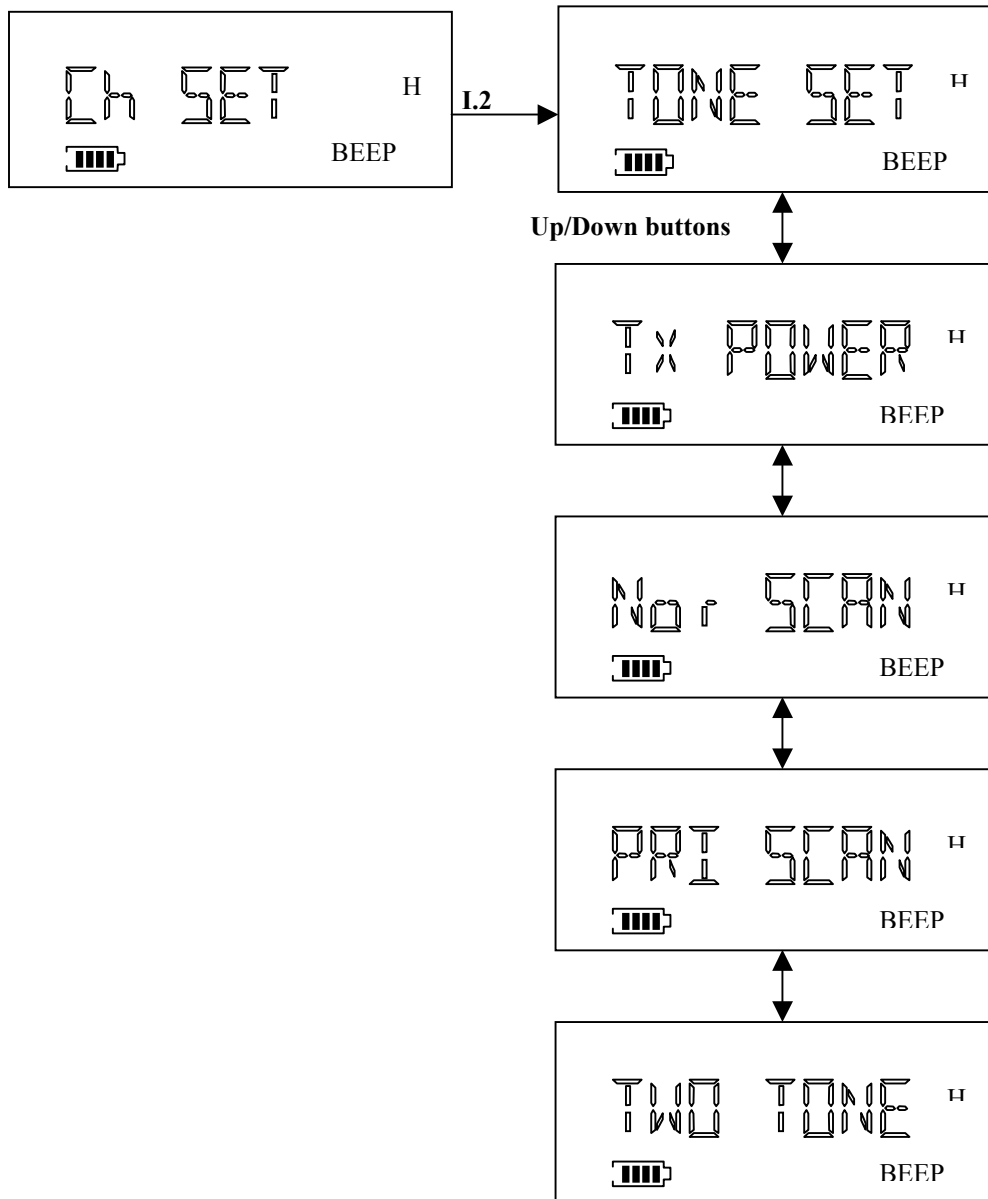 Ch SET H
BEEP
I.2
TONE SET H
BEEP
Up/Down buttons
Tx POWER H
BEEP
Nor SCAN H
BEEP
PRI SCAN H
BEEP
TWO TONE H
BEEP